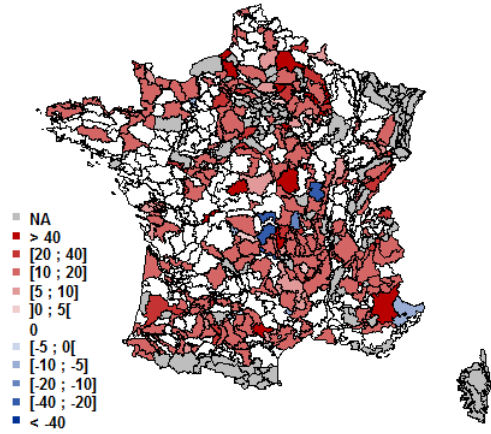 NA
> 40
[20 ; 40]
[10 ; 20]
[5 ; 10]
]0 ; 5[
0
[-5 ; 0[
[-10 ; -5]
[-20 ; -10]
[-40 ; -20]
< -40